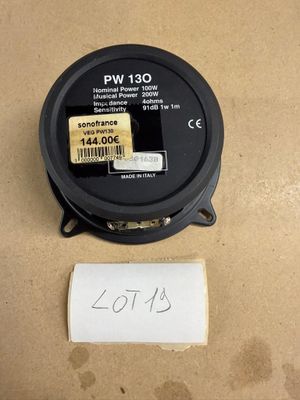 PW 13O
Nominal Power 100W
Musical Power 200W
Impedance 4ohms
Sensitivity 91dB 1w 1m
sonofrance
VEG PW130
144.00€
CE
MADE IN ITALY
LOT 19